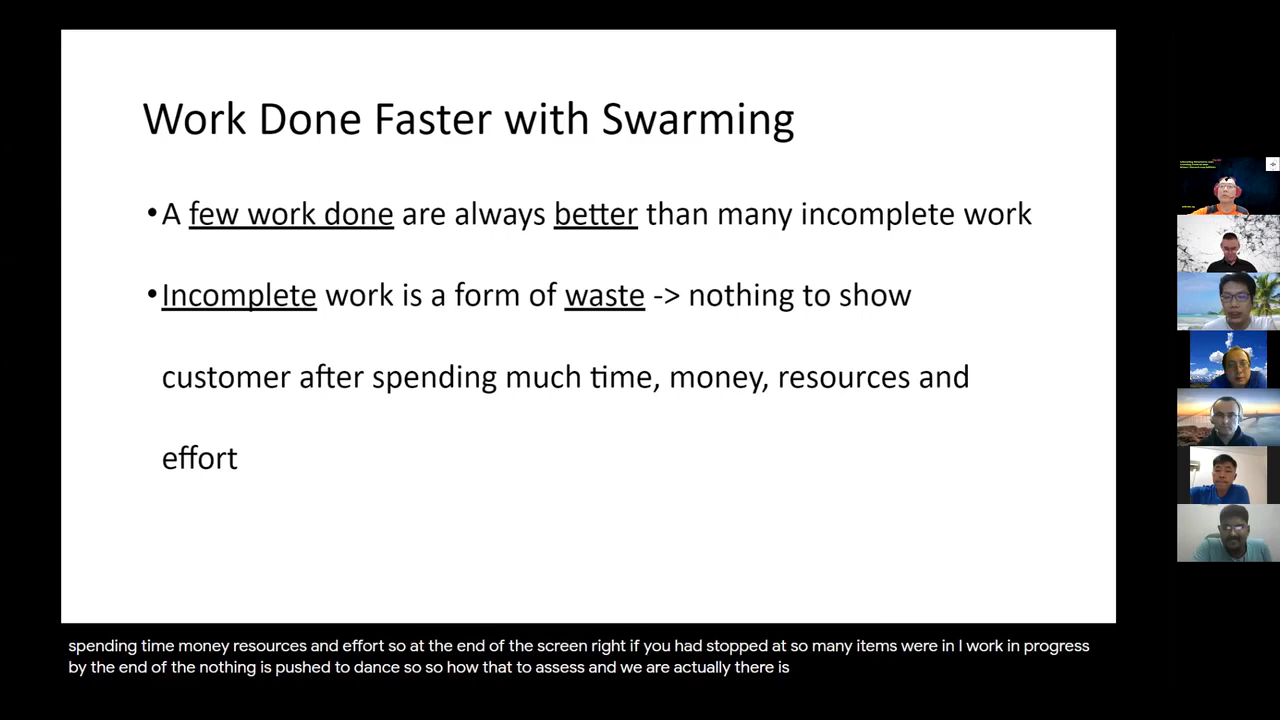 Work Done Faster with Swarming
•A few work done are always better than many incomplete work
•Incomplete work is a form of waste -> nothing to show
customer after spending much time, money, resources and
effort
spending time money resources and effort so at the end of the screen right if you had stopped at so many items were in I work in progress
by the end of the nothing is pushed to dance so so how that to assess and we are actually there is